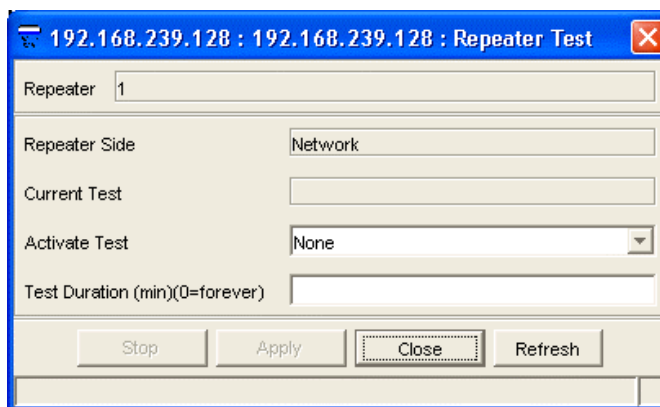 192.168.239.128 : 192.168.239.128 : Repeater Test
Repeater 1
Repeater Side Network
Current Test
Activate Test None
Test Duration (min)(0=forever)
Stop Apply Close Refresh